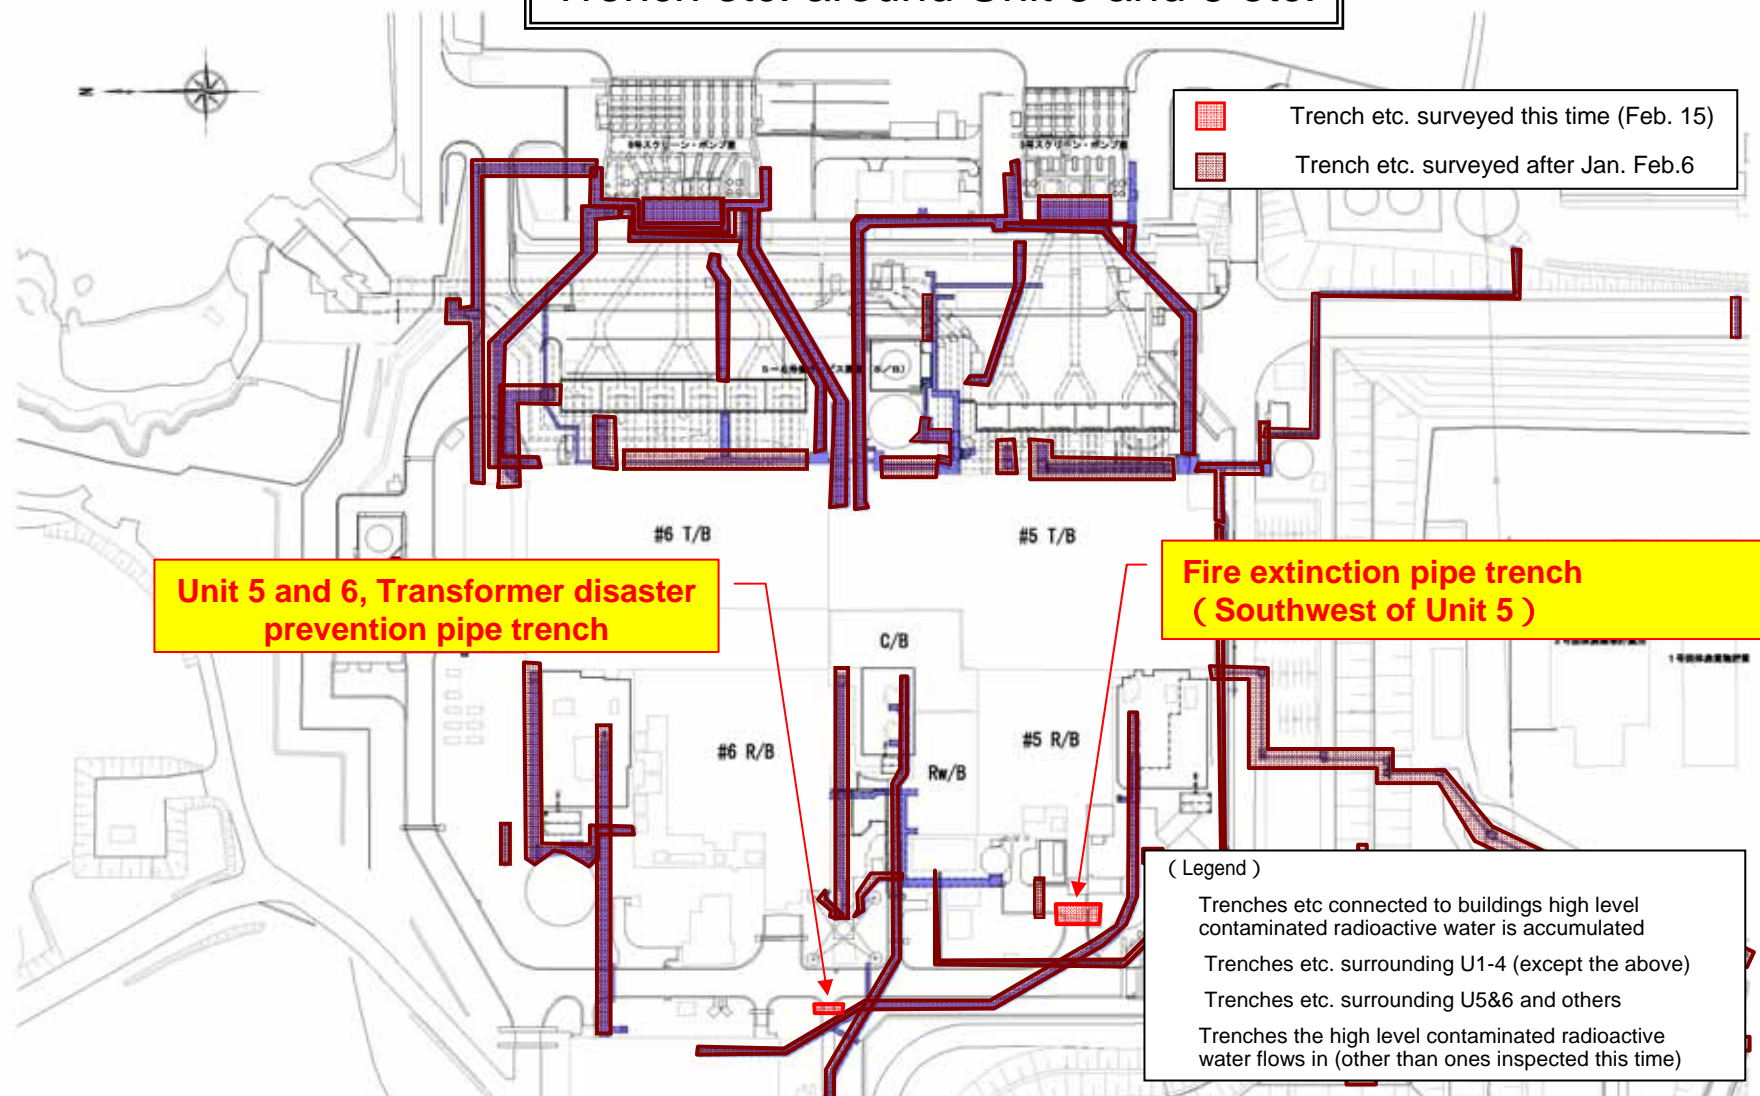 N
Trench etc. surveyed this time (Feb. 15)
Trench etc. surveyed after Jan. Feb.6
#6 T/B
#5 T/B
Unit 5 and 6, Transformer disaster
prevention pipe trench
Fire extinction pipe trench
( Southwest of Unit 5 )
C/B
#6 R/B
#5 R/B
Rw/B
( Legend )
Trenches etc connected to buildings high level
contaminated radioactive water is accumulated
Trenches etc. surrounding U1-4 (except the above)
Trenches etc. surrounding U5&6 and others
Trenches the high level contaminated radioactive
water flows in (other than ones inspected this time)